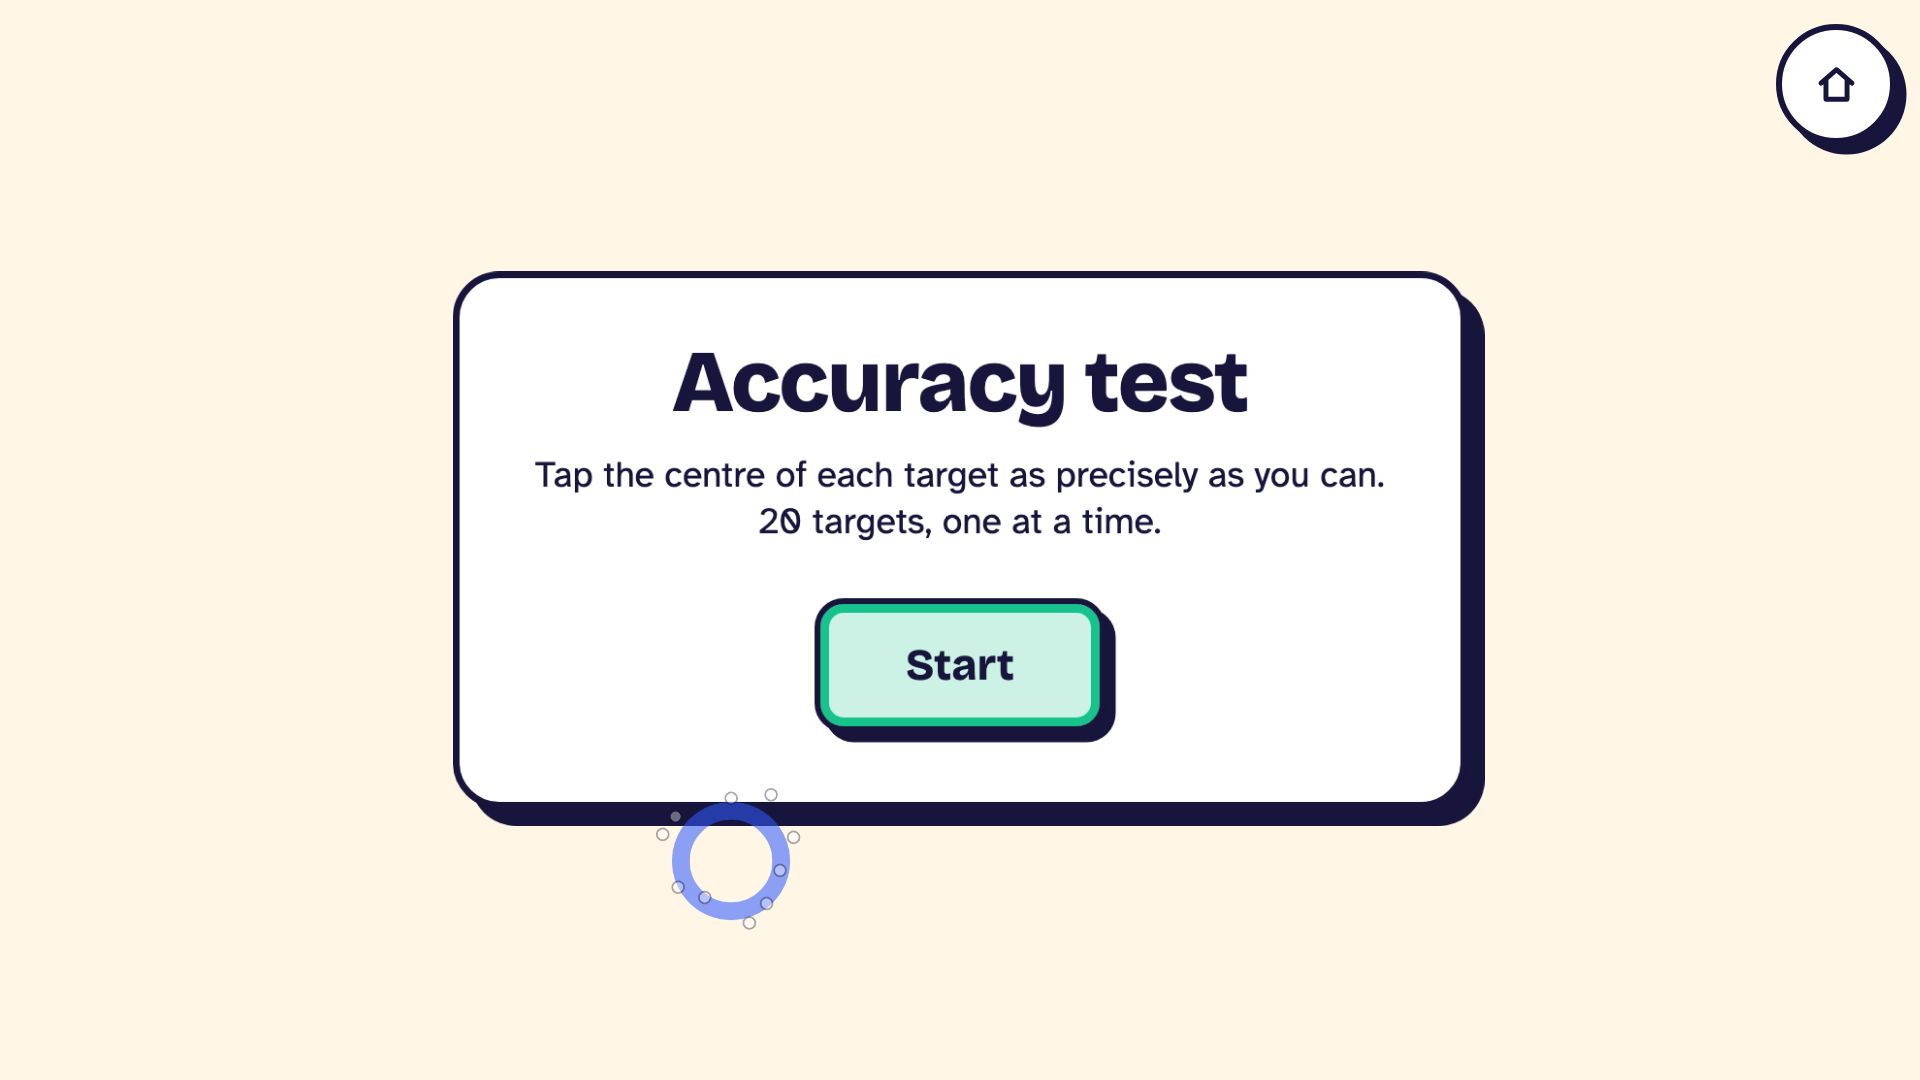 Accuracy test
Tap the centre of each target as precisely as you can.
20 targets, one at a time.
Start